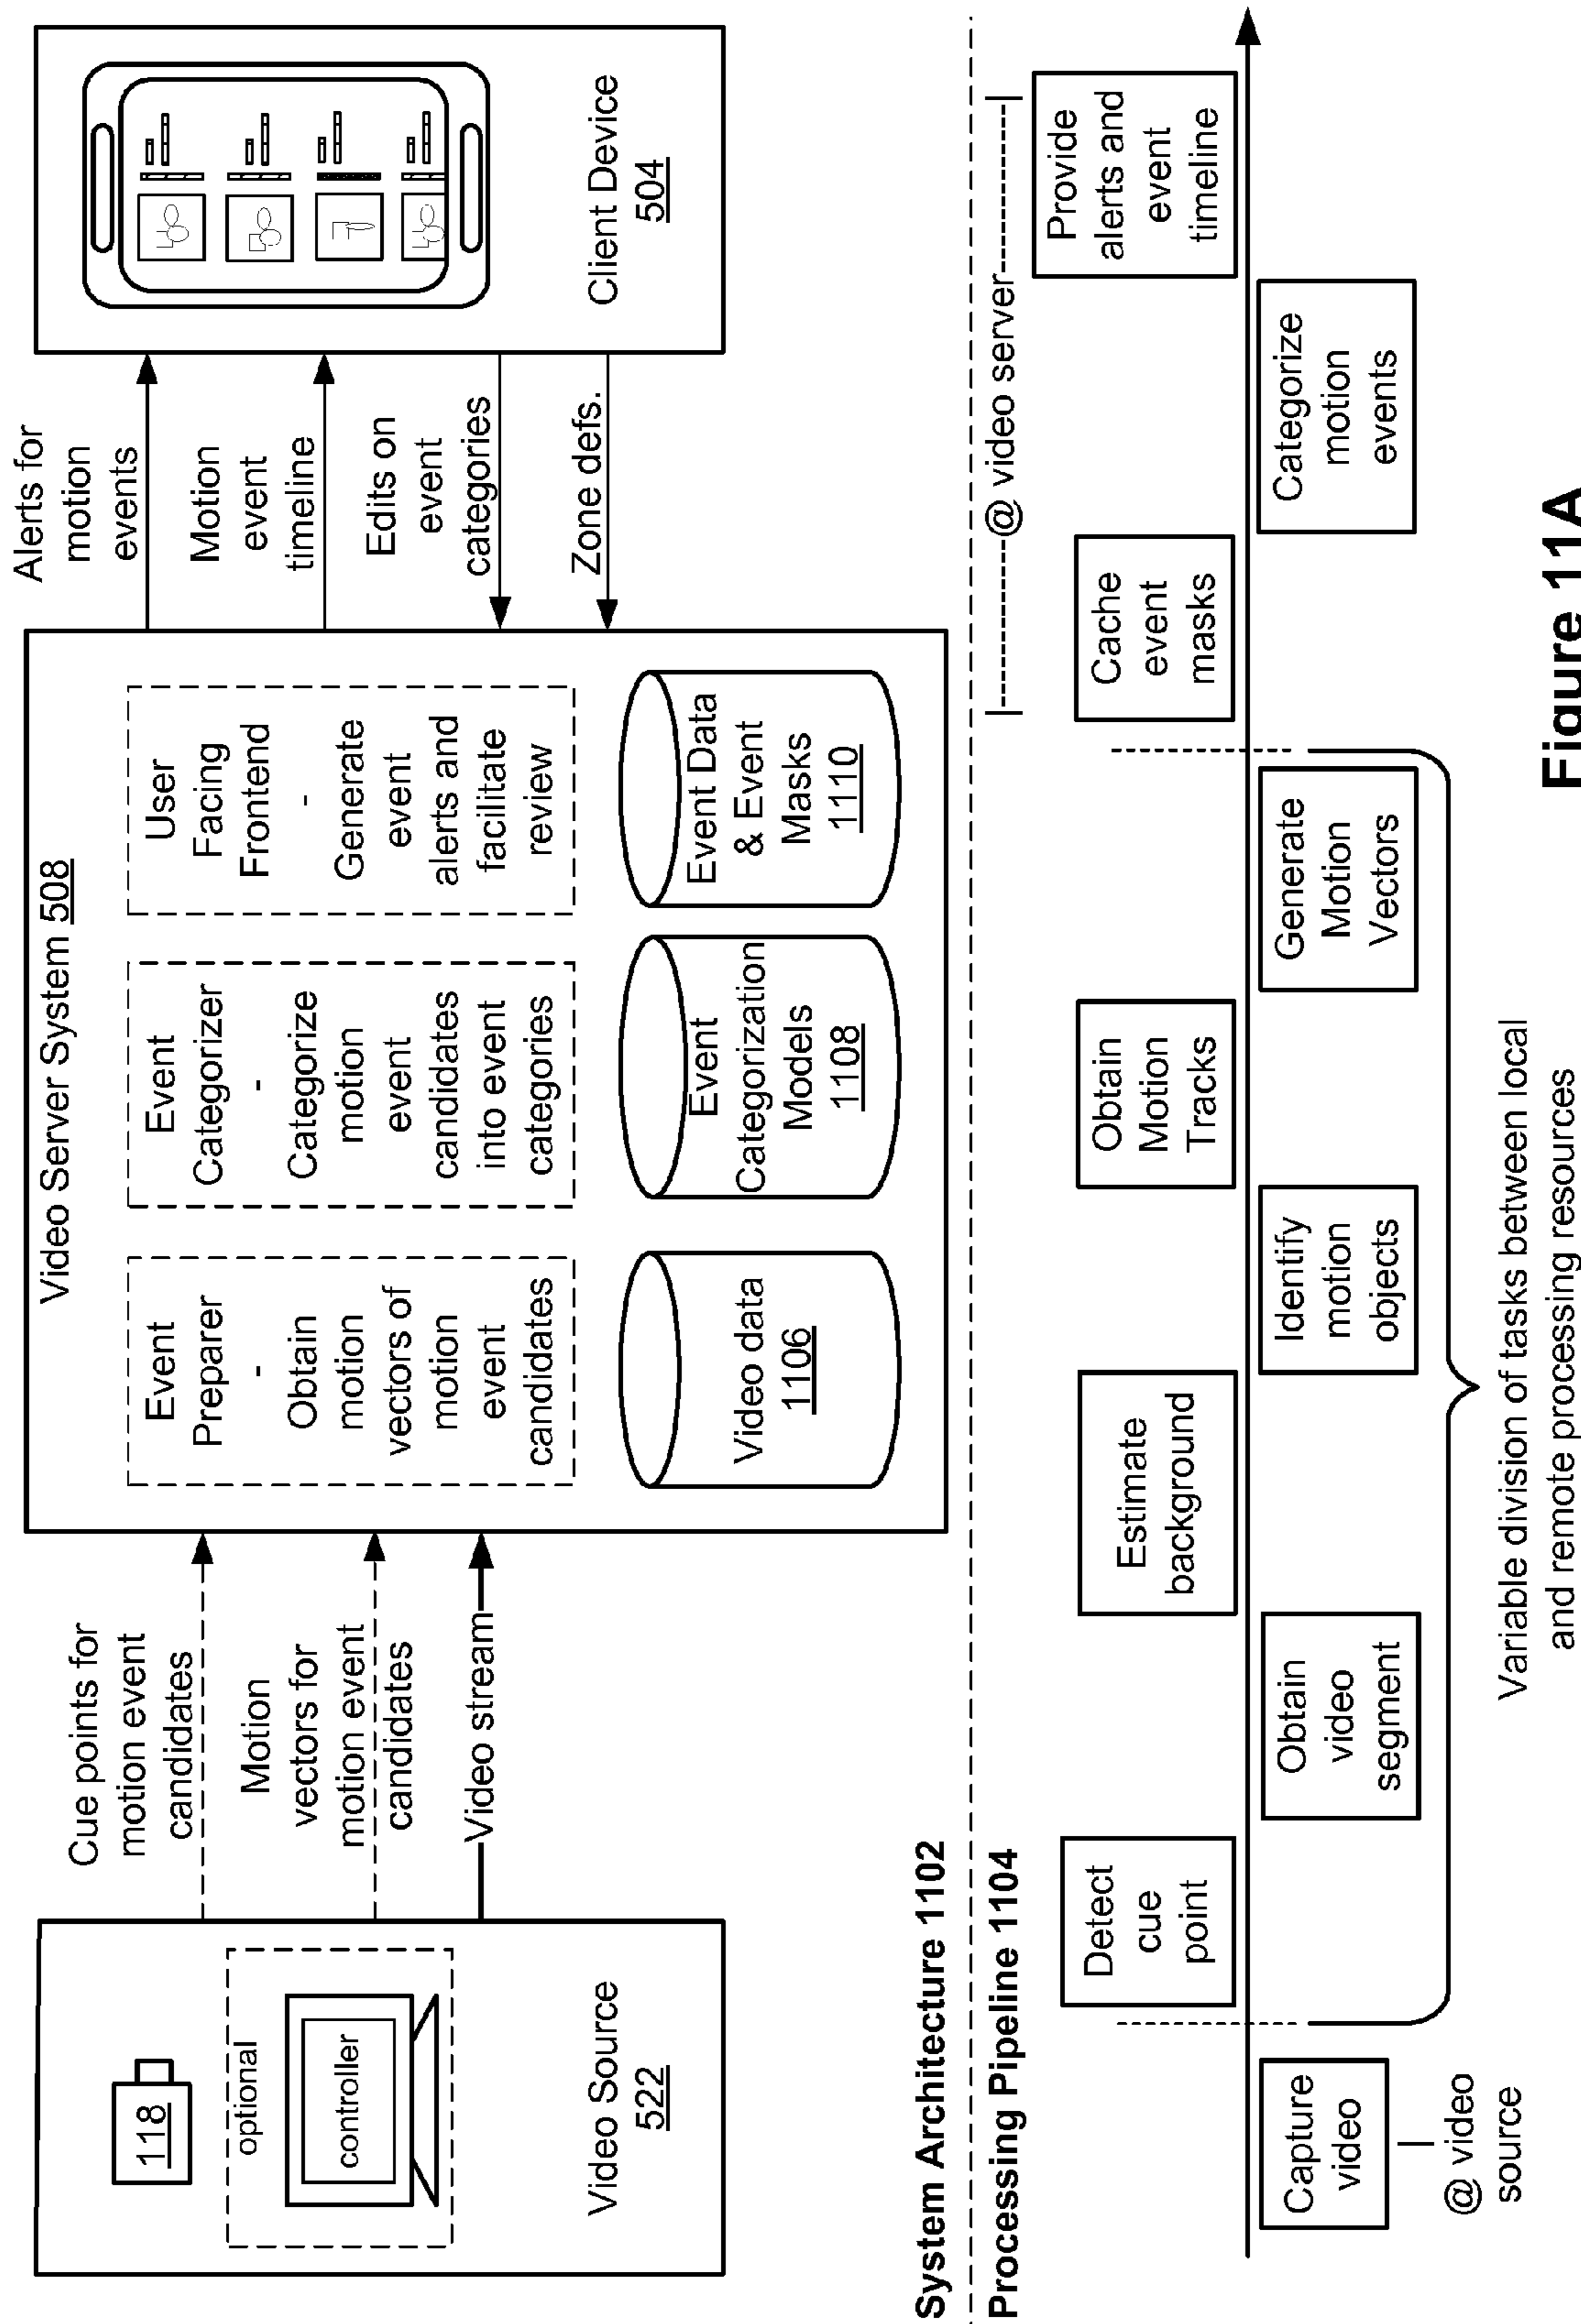 Video Source
522
118
optional
controller
Cue points for
motion event
candidates
Motion
vectors for
motion event
candidates
Video stream
Video Server System 508
Event
Preparer
-
Obtain
motion
vectors of
motion
event
candidates
Event
Categorizer
-
Categorize
motion
event
candidates
into event
categories
User
Facing
Frontend
-
Generate
event
alerts and
facilitate
review
Video data
1106
Event
Categorization
Models
1108
Event Data
& Event
Masks
1110
Alerts for
motion
events
Motion
event
timeline
Edits on
event
categories
Zone defs.
Client Device
504
System Architecture 1102
Processing Pipeline 1104
@ video server
Capture
video
@ video
source
Detect
cue
point
Obtain
video
segment
Estimate
background
Identify
motion
objects
Obtain
Motion
Tracks
Generate
Motion
Vectors
Cache
event
masks
Categorize
motion
events
Provide
alerts and
event
timeline
Variable division of tasks between local
and remote processing resources
Figure 11A